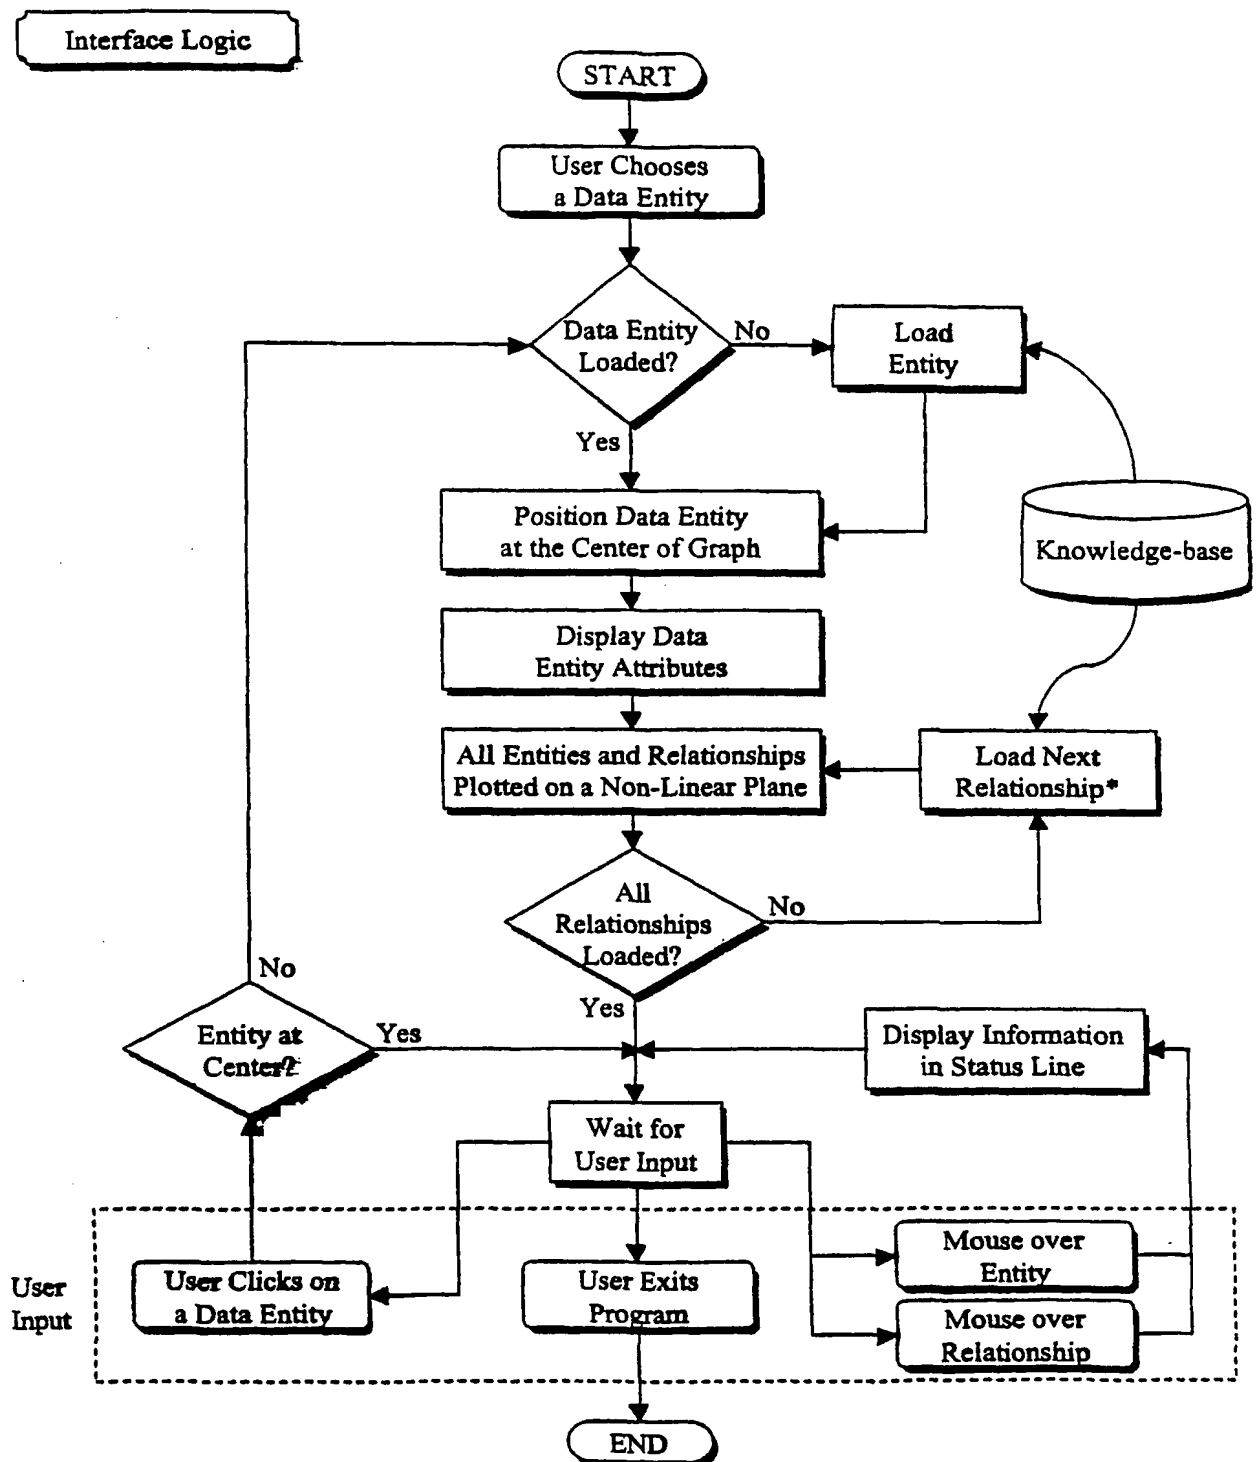 Interface Logic
START
User Chooses
a Data Entity
Data Entity
Loaded?
No
Load
Entity
Yes
Position Data Entity
at the Center of Graph
Knowledge-base
Display Data
Entity Attributes
All Entities and Relationships
Plotted on a Non-Linear Plane
Load Next
Relationship*
All
Relationships
Loaded?
No
No
Yes
Entity at
Center?
Yes
Display Information
in Status Line
Wait for
User Input
User
Input
User Clicks on
a Data Entity
User Exits
Program
Mouse over
Entity
Mouse over
Relationship
END